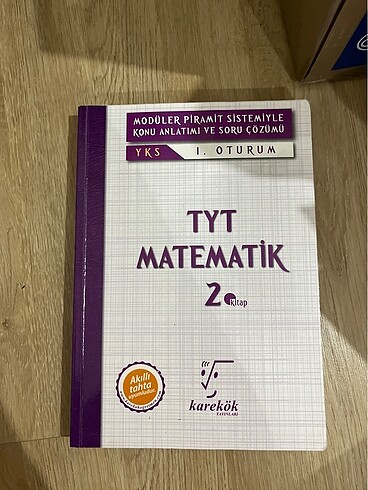 MODÜLER PİRAMİT SİSTEMİYLE
KONU ANLATIMI VE SORU ÇÖZÜMÜ
YKS 1. OTURUM
TYT
MATEMATİK
2. kitap
Akıllı
tahta
uyumludur.
karekök
YAYINLARI